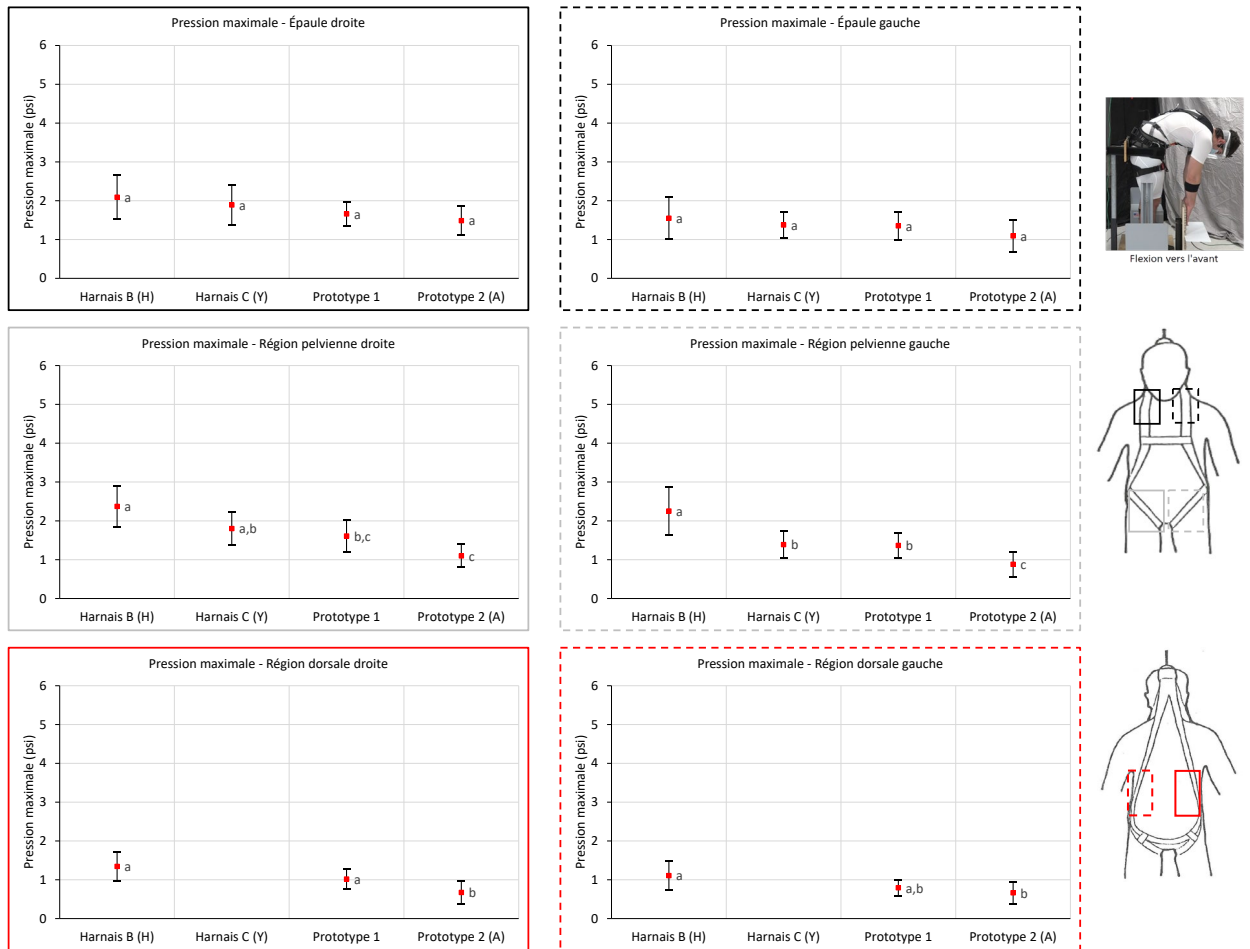 Pression maximale - Épaule droite
Pression maximale (psi)
6
5
4
3
2
1
0
a
a
a
a
Harnais B (H)
Harnais C (Y)
Prototype 1
Prototype 2 (A)
Pression maximale - Épaule gauche
Pression maximale (psi)
6
5
4
3
2
1
0
a
a
a
a
Harnais B (H)
Harnais C (Y)
Prototype 1
Prototype 2 (A)
Flexion vers l'avant
Pression maximale - Région pelvienne droite
Pression maximale (psi)
6
5
4
3
2
1
0
a
a,b
b,c
c
Harnais B (H)
Harnais C (Y)
Prototype 1
Prototype 2 (A)
Pression maximale - Région pelvienne gauche
Pression maximale (psi)
6
5
4
3
2
1
0
a
b
b
c
Harnais B (H)
Harnais C (Y)
Prototype 1
Prototype 2 (A)
Pression maximale - Région dorsale droite
Pression maximale (psi)
6
5
4
3
2
1
0
a
a
b
Harnais B (H)
Harnais C (Y)
Prototype 1
Prototype 2 (A)
Pression maximale - Région dorsale gauche
Pression maximale (psi)
6
5
4
3
2
1
0
a
a,b
b
Harnais B (H)
Harnais C (Y)
Prototype 1
Prototype 2 (A)